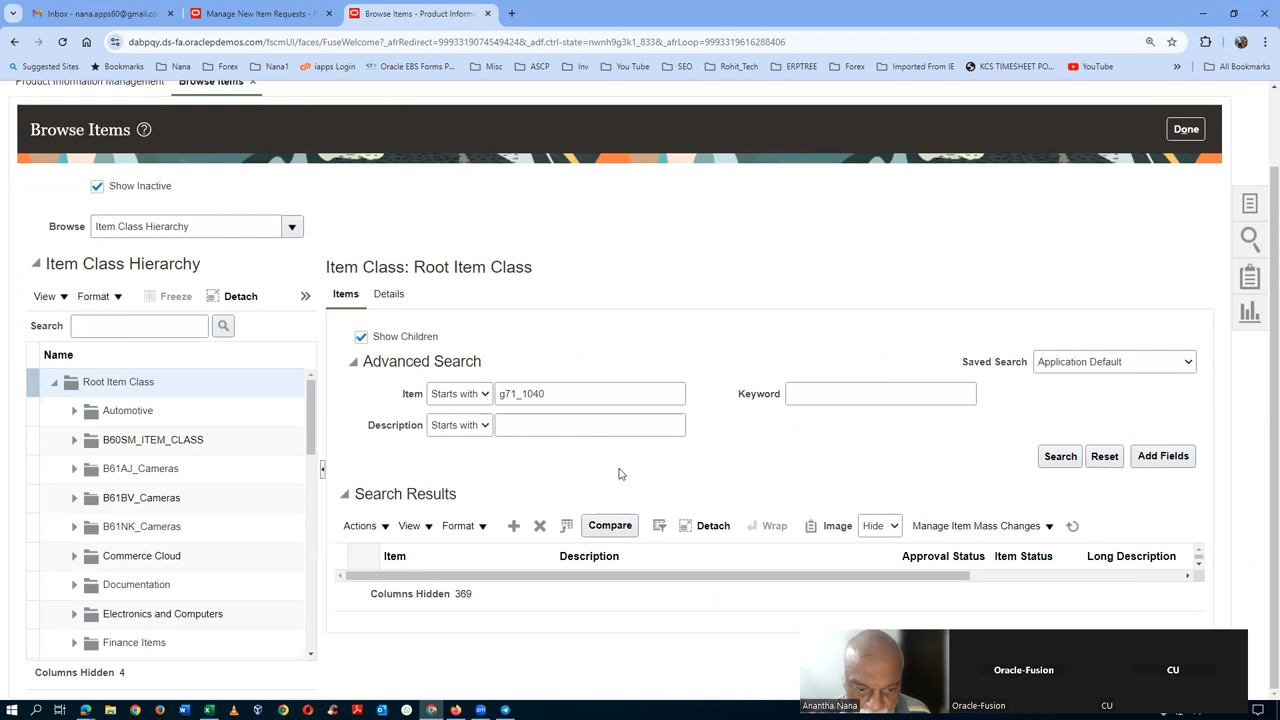 Inbox - nana.apps60@gmail.co
Manage New Item Requests - P
Browse Items - Product Inform
dabpqy.ds-fa.oraclepdemos.com/fscmUI/faces/FuseWelcome?_afrRedirect=99933190745494​24&_adf.ctrl-state=nwnh9g3k1_833&_afrLoop=9993319616288406
Suggested Sites Bookmarks Nana Forex Nana1 iapps Login Oracle EBS Forms P... Misc ASCP Inv You Tube SEO Rohit_Tech ERPTREE Forex Imported From IE KCS TIMESHEET PO... YouTube All Bookmarks
Product Information Management Browse Items
Browse Items
Done
Show Inactive
Browse Item Class Hierarchy
Item Class Hierarchy
View Format Freeze Detach
Search
Name
Root Item Class
Automotive
B60SM_ITEM_CLASS
B61AJ_Cameras
B61BV_Cameras
B61NK_Cameras
Commerce Cloud
Documentation
Electronics and Computers
Finance Items
Columns Hidden 4
Item Class: Root Item Class
Items Details
Show Children
Advanced Search
Saved Search Application Default
Item Starts with g71_1040 Keyword
Description Starts with
Search Reset Add Fields
Search Results
Actions View Format Compare Detach Wrap Image Hide Manage Item Mass Changes
Item Description Approval Status Item Status Long Description
Columns Hidden 369
Anantha Nana
Oracle-Fusion
Oracle-Fusion
CU
CU